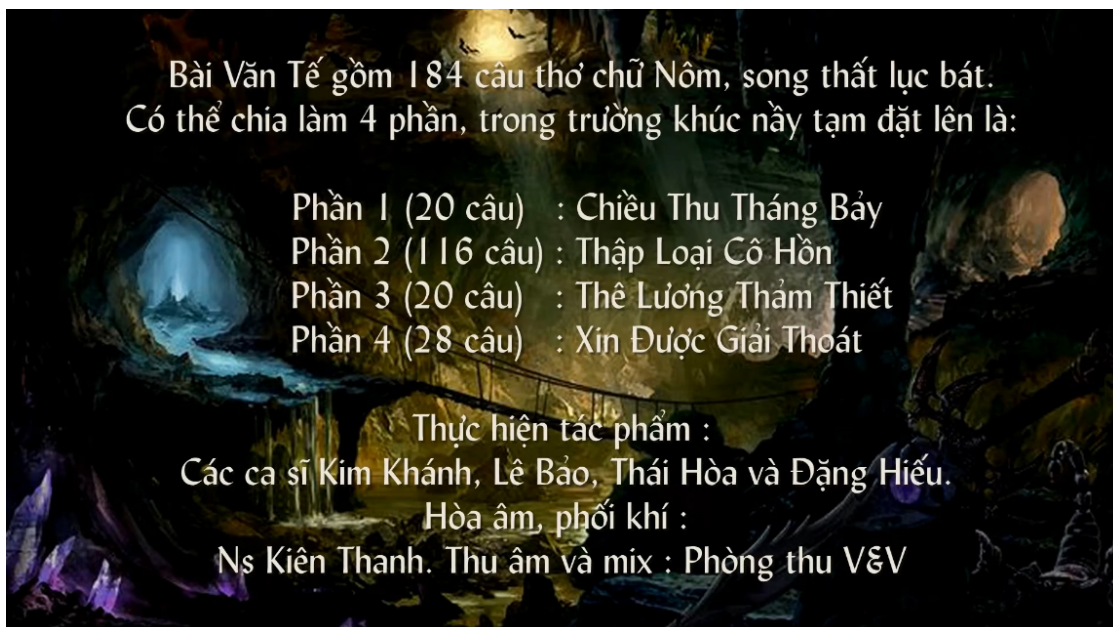 Bài Văn Tế gồm 184 câu thơ chữ Nôm, song thất lục bát.
Có thể chia làm 4 phần, trong trường khúc nầy tạm đặt lên là:
Phần 1 (20 câu) : Chiều Thu Tháng Bảy
Phần 2 (116 câu) : Thập Loại Cô Hồn
Phần 3 (20 câu) : Thê Lương Thảm Thiết
Phần 4 (28 câu) : Xin Được Giải Thoát
Thực hiện tác phẩm :
Các ca sĩ Kim Khánh, Lê Bảo, Thái Hòa và Đặng Hiếu.
Hòa âm, phối khí :
Ns Kiên Thanh. Thu âm và mix : Phòng thu V&V